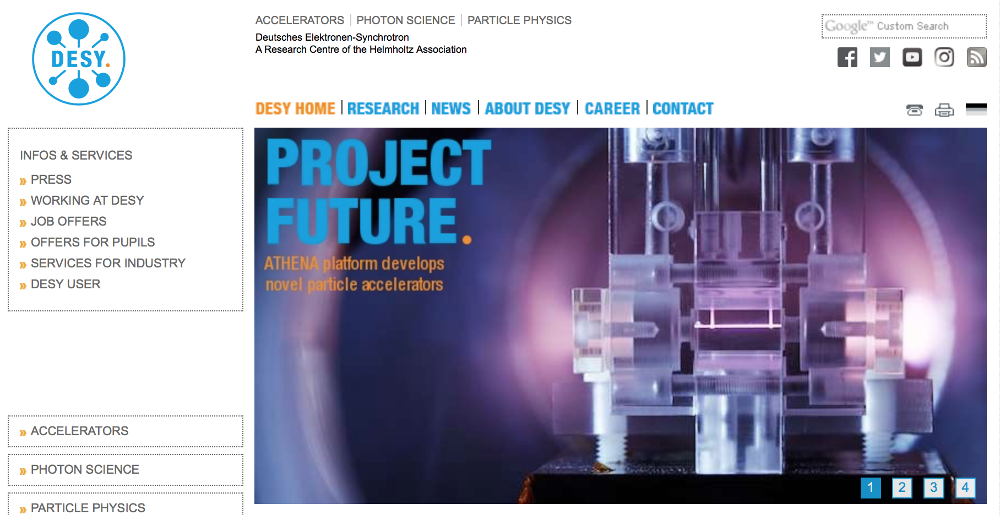 DESY.
ACCELERATORS | PHOTON SCIENCE | PARTICLE PHYSICS
Deutsches Elektronen-Synchrotron
A Research Centre of the Helmholtz Association
Google™ Custom Search
DESY HOME | RESEARCH | NEWS | ABOUT DESY | CAREER | CONTACT
INFOS & SERVICES
PRESS
WORKING AT DESY
JOB OFFERS
OFFERS FOR PUPILS
SERVICES FOR INDUSTRY
DESY USER
ACCELERATORS
PHOTON SCIENCE
PARTICLE PHYSICS
PROJECT
FUTURE.
ATHENA platform develops
novel particle accelerators
1 2 3 4